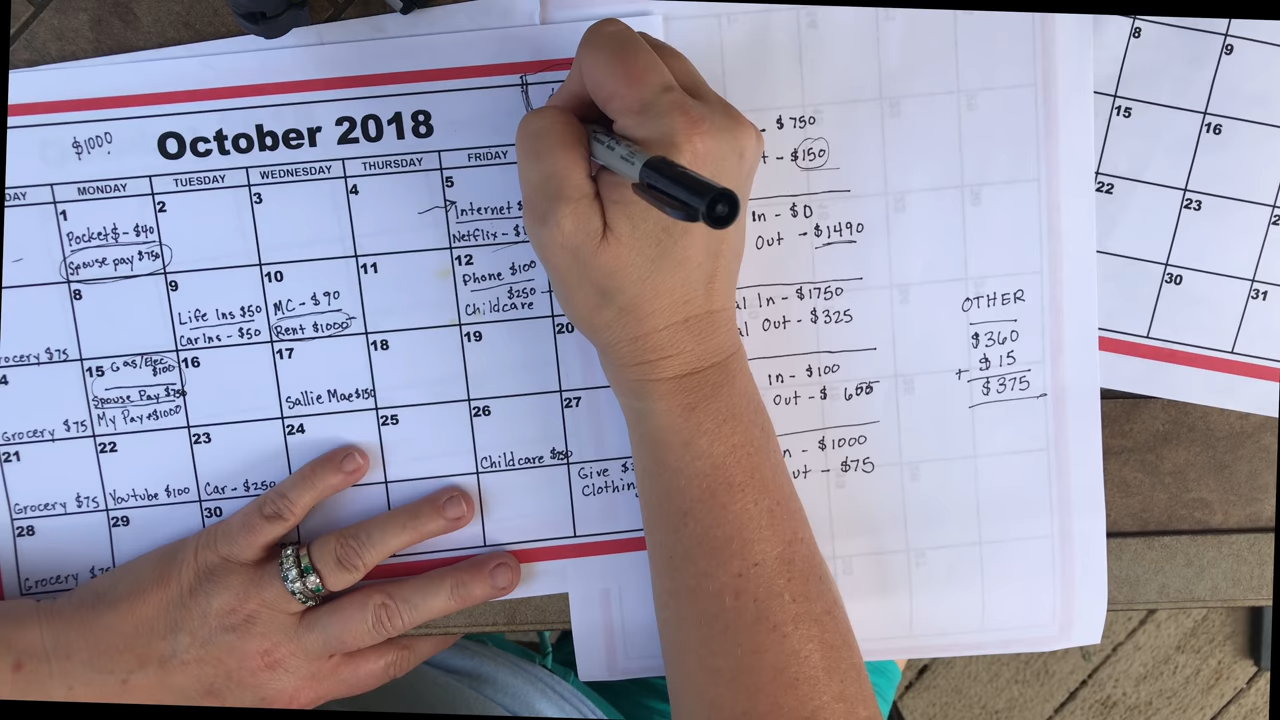 $1000
October 2018
MONDAY TUESDAY WEDNESDAY THURSDAY FRIDAY
1 2 3 4 5
Pocket$ - $40
Spouse pay $750
Internet $
Netflix - $
8 9 10 11 12
Life Ins $50
Car Ins - $50
MC - $90
Rent $1000
Phone $100
$250
Childcare
Grocery $75
15 16 17 18 19 20
Gas/Elec
$100
Spouse Pay $750
My Pay + $1000
Sallie Mae $150
Grocery $75
21 22 23 24 25 26 27
Grocery $75
Youtube $100
Car - $250
Childcare $250
Give $
Clothing
28 29 30
Grocery $75
- $750
- $150
In - $0
Out - $1490
In - $1750
Out - $325
In - $100
Out - $600
- $1000
- $75
OTHER
$360
+ $15
$375
8 9
15 16
22 23
30 31